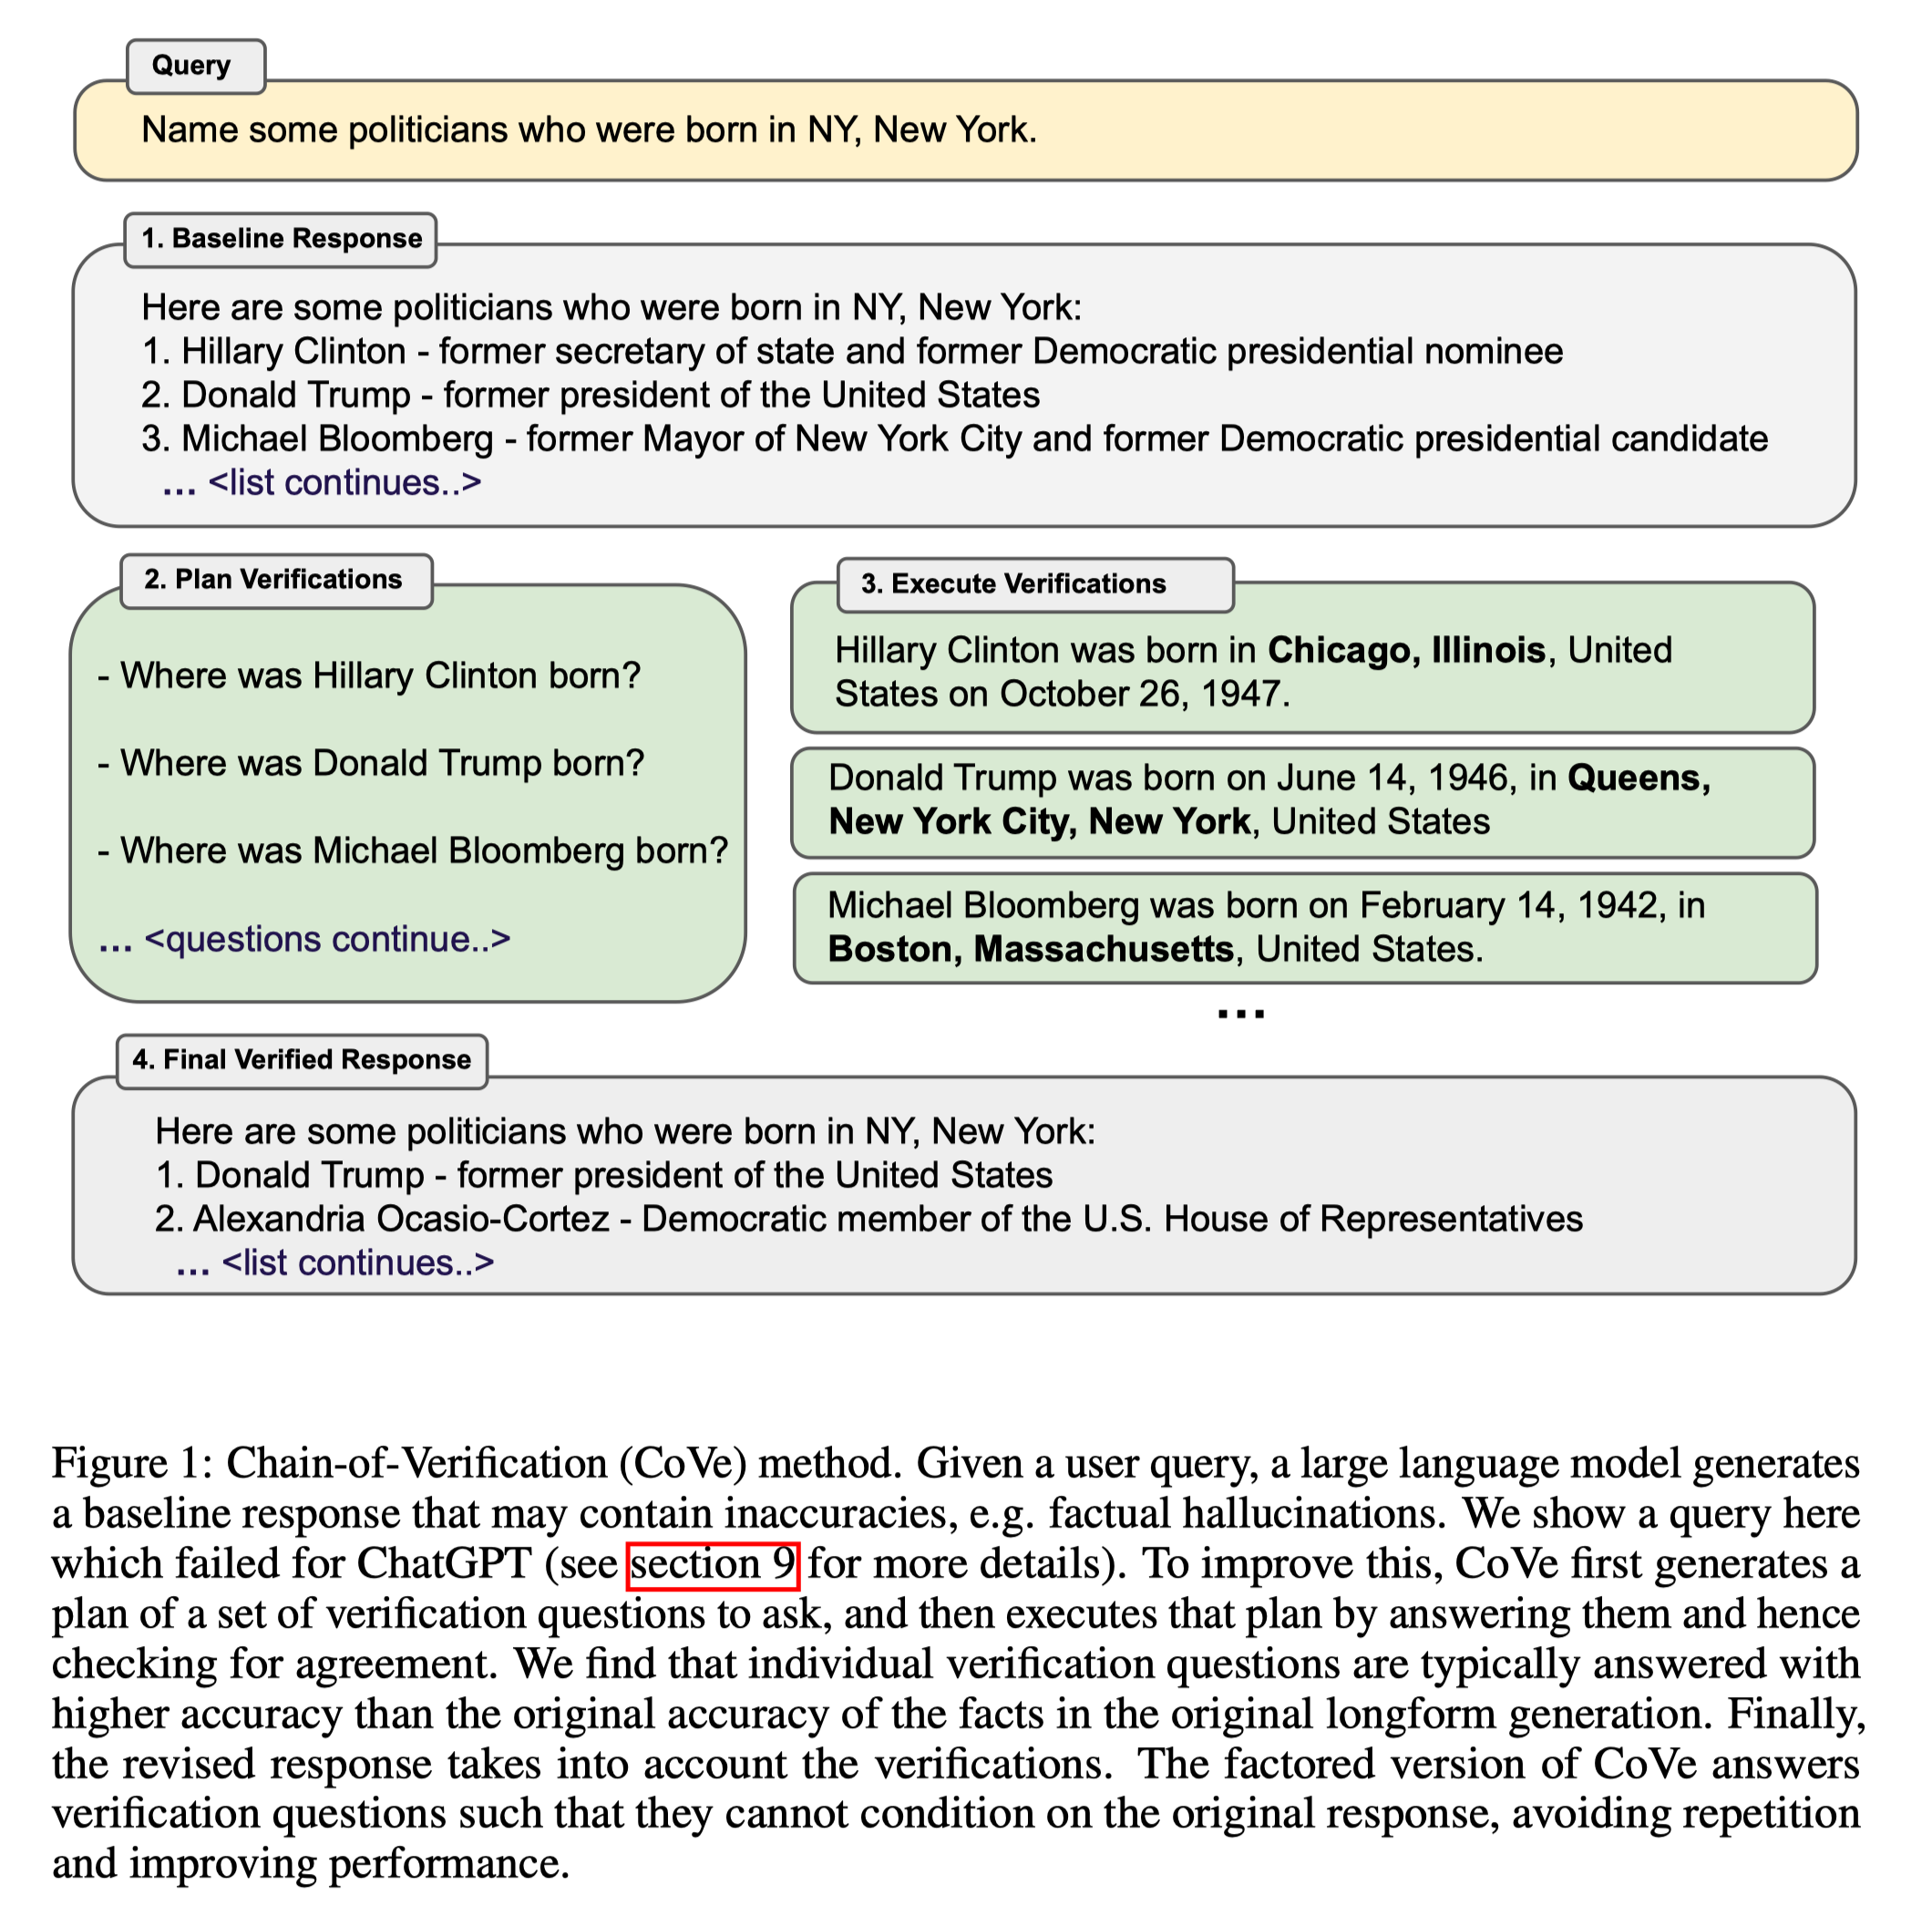 Query
Name some politicians who were born in NY, New York.
1. Baseline Response
Here are some politicians who were born in NY, New York:
1. Hillary Clinton - former secretary of state and former Democratic presidential nominee
2. Donald Trump - former president of the United States
3. Michael Bloomberg - former Mayor of New York City and former Democratic presidential candidate
... <list continues..>
2. Plan Verifications
- Where was Hillary Clinton born?
- Where was Donald Trump born?
- Where was Michael Bloomberg born?
... <questions continue..>
3. Execute Verifications
Hillary Clinton was born in Chicago, Illinois, United
States on October 26, 1947.
Donald Trump was born on June 14, 1946, in Queens,
New York City, New York, United States
Michael Bloomberg was born on February 14, 1942, in
Boston, Massachusetts, United States.
...
4. Final Verified Response
Here are some politicians who were born in NY, New York:
1. Donald Trump - former president of the United States
2. Alexandria Ocasio-Cortez - Democratic member of the U.S. House of Representatives
... <list continues..>
Figure 1: Chain-of-Verification (CoVe) method. Given a user query, a large language model generates
a baseline response that may contain inaccuracies, e.g. factual hallucinations. We show a query here
which failed for ChatGPT (see section 9 for more details). To improve this, CoVe first generates a
plan of a set of verification questions to ask, and then executes that plan by answering them and hence
checking for agreement. We find that individual verification questions are typically answered with
higher accuracy than the original accuracy of the facts in the original longform generation. Finally,
the revised response takes into account the verifications. The factored version of CoVe answers
verification questions such that they cannot condition on the original response, avoiding repetition
and improving performance.